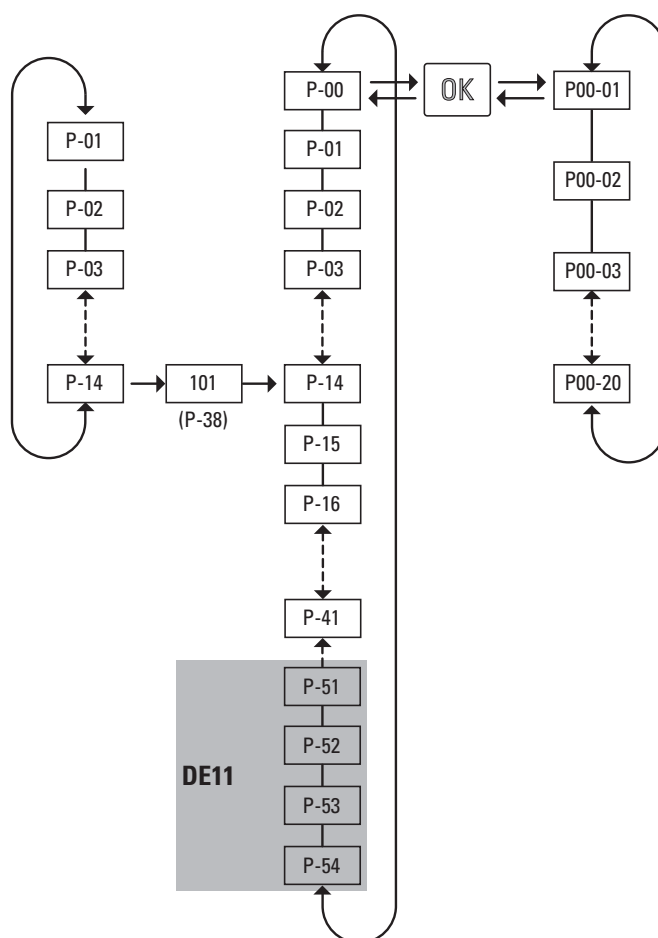 P-01
P-02
P-03
P-14
101
(P-38)
P-00
P-01
P-02
P-03
P-14
P-15
P-16
P-41
DE11
P-51
P-52
P-53
P-54
OK
P00-01
P00-02
P00-03
P00-20